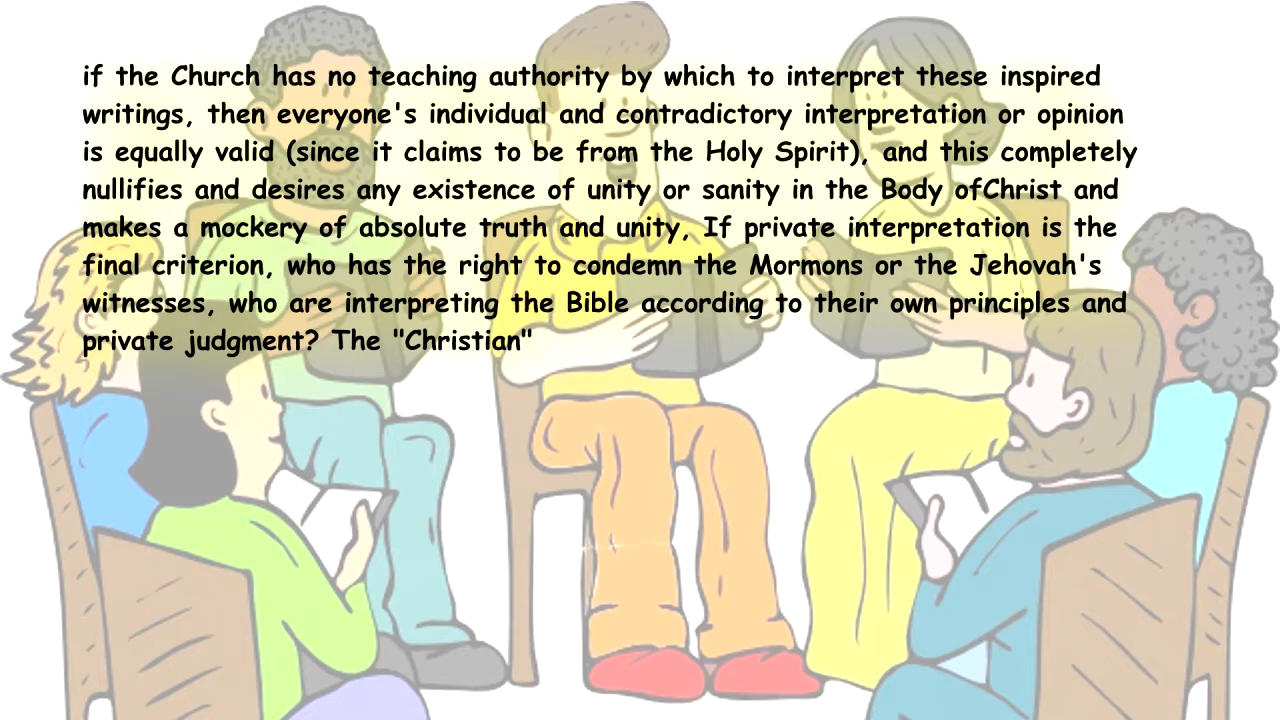 if the Church has no teaching authority by which to interpret these inspired
writings, then everyone's individual and contradictory interpretation or opinion
is equally valid (since it claims to be from the Holy Spirit), and this completely
nullifies and desires any existence of unity or sanity in the Body ofChrist and
makes a mockery of absolute truth and unity, If private interpretation is the
final criterion, who has the right to condemn the Mormons or the Jehovah's
witnesses, who are interpreting the Bible according to their own principles and
private judgment? The "Christian"